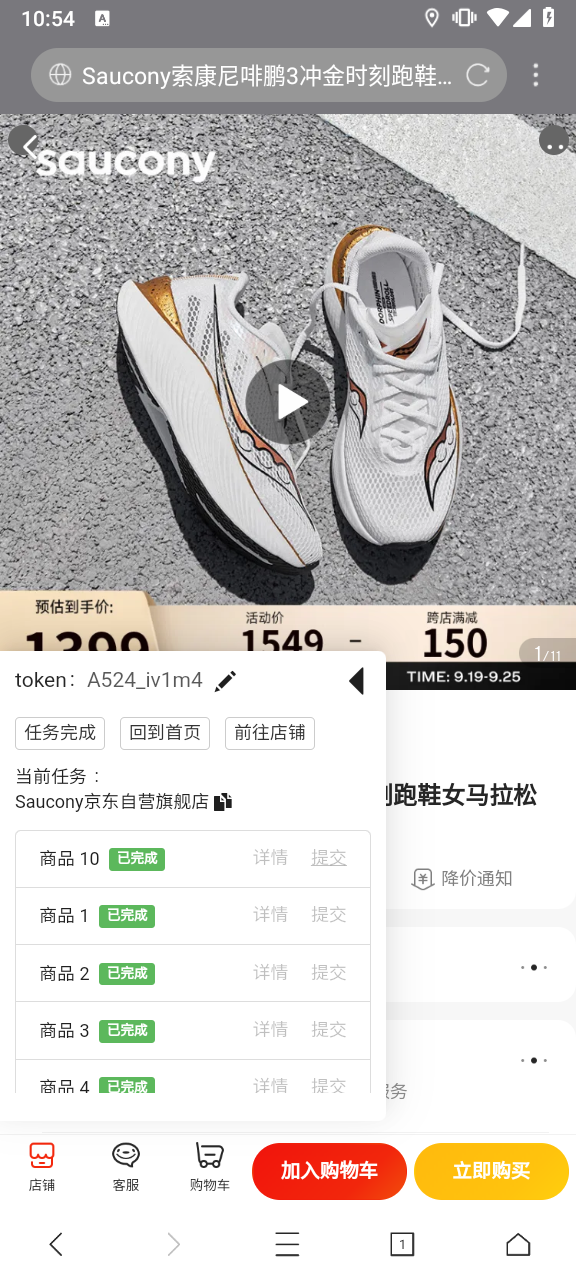 10:54
A
Saucony索康尼啡鹏3冲金时刻跑鞋...
saucony
预估到手价:
1399
活动价
1549
-
跨店满减
150
1/11
TIME: 9.19-9.25
token: A524_iv1m4
任务完成
回到首页
前往店铺
当前任务：
Saucony京东自营旗舰店
刻跑鞋女马拉松
降价通知
商品 10 已完成 详情 提交
商品 1 已完成 详情 提交
商品 2 已完成 详情 提交
商品 3 已完成 详情 提交
商品 4 已完成 详情 提交
服务
店铺
客服
购物车
加入购物车
立即购买
1